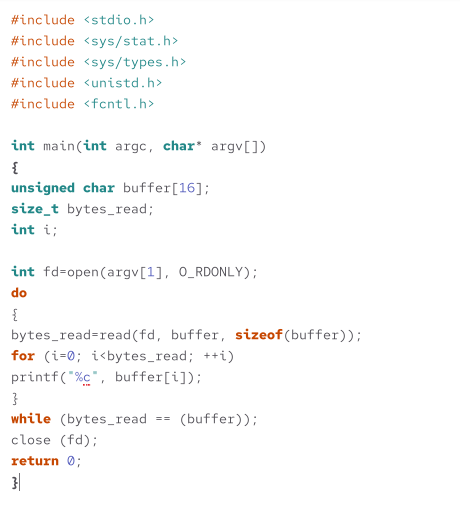 #include <stdio.h>
#include <sys/stat.h>
#include <sys/types.h>
#include <unistd.h>
#include <fcntl.h>
int main(int argc, char* argv[])
{
unsigned char buffer[16];
size_t bytes_read;
int i;
int fd=open(argv[1], O_RDONLY);
do
{
bytes_read=read(fd, buffer, sizeof(buffer));
for (i=0; i<bytes_read; ++i)
printf("%c", buffer[i]);
}
while (bytes_read == (buffer));
close (fd);
return 0;
}